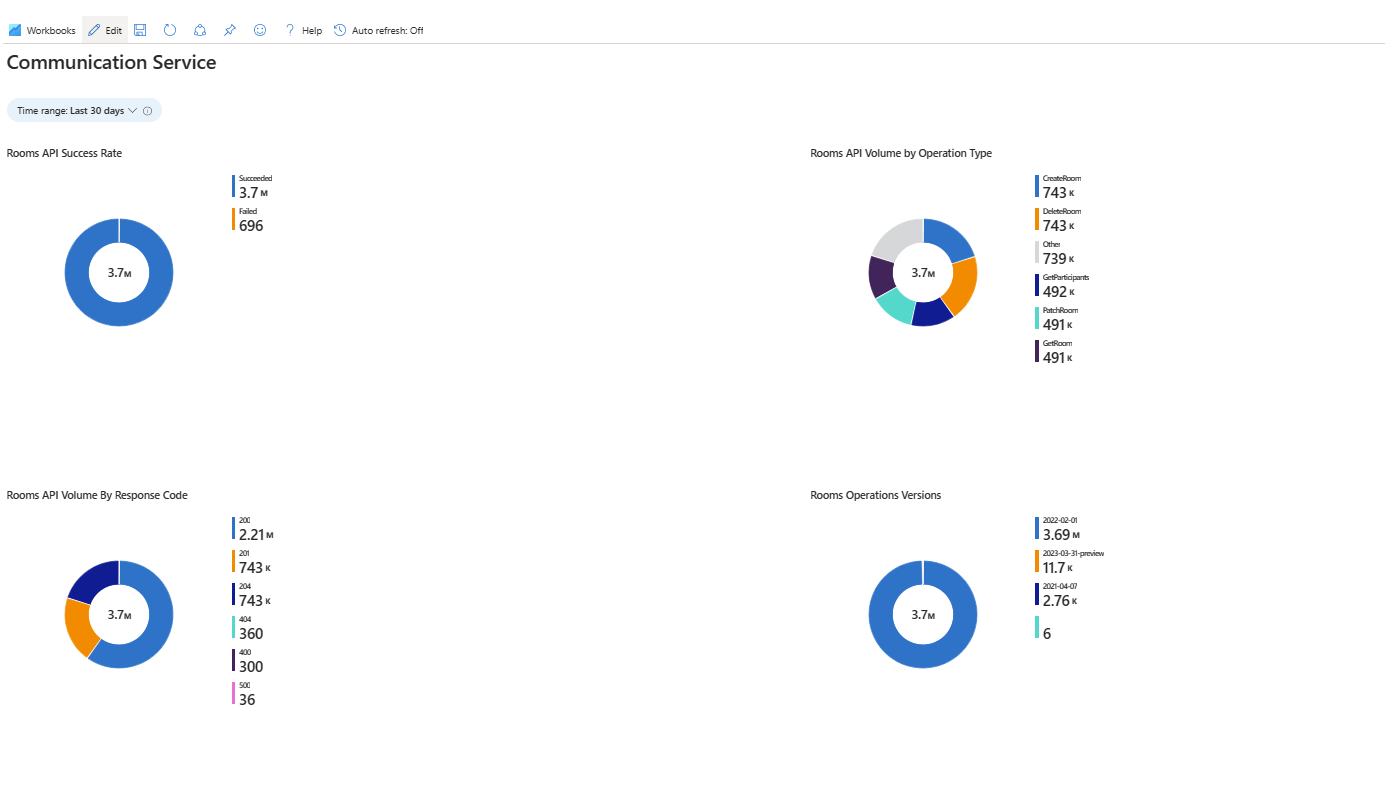 Workbooks Edit Help Auto refresh: Off
Communication Service
Time range: Last 30 days
Rooms API Success Rate
Succeeded
3.7 M
Failed
696
3.7M
Rooms API Volume by Operation Type
CreateRoom
743 K
DeleteRoom
743 K
Other
739 K
GetParticipants
492 K
PatchRoom
491 K
GetRoom
491 K
3.7M
Rooms API Volume By Response Code
200
2.21 M
201
743 K
204
743 K
404
360
400
300
500
36
3.7M
Rooms Operations Versions
2022-02-01
3.69 M
2023-03-31-preview
11.7 K
2021-04-07
2.76 K
6
3.7M